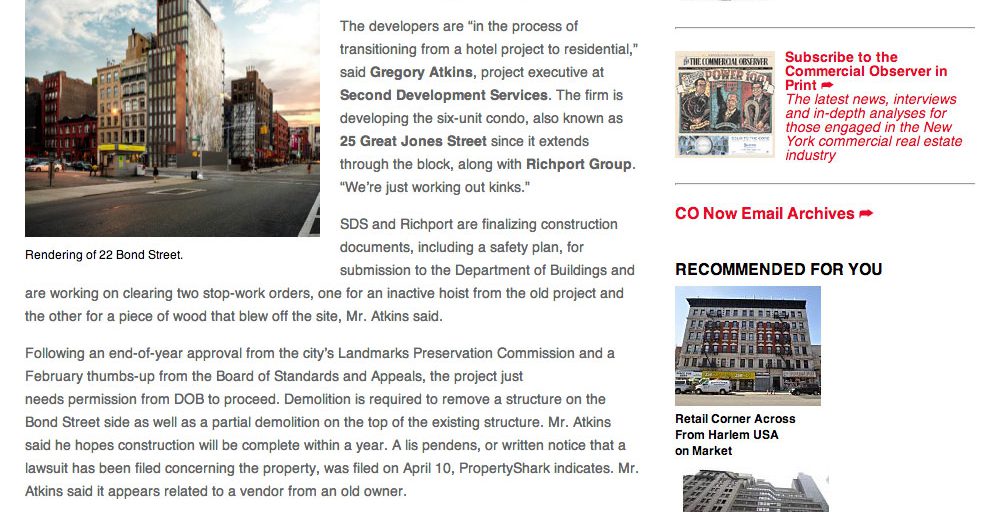 The developers are “in the process of
transitioning from a hotel project to residential,”
said Gregory Atkins, project executive at
Second Development Services. The firm is
developing the six-unit condo, also known as
25 Great Jones Street since it extends
through the block, along with Richport Group.
“We’re just working out kinks.”
Rendering of 22 Bond Street.
SDS and Richport are finalizing construction
documents, including a safety plan, for
submission to the Department of Buildings and
are working on clearing two stop-work orders, one for an inactive hoist from the old project and
the other for a piece of wood that blew off the site, Mr. Atkins said.
Following an end-of-year approval from the city’s Landmarks Preservation Commission and a
February thumbs-up from the Board of Standards and Appeals, the project just
needs permission from DOB to proceed. Demolition is required to remove a structure on the
Bond Street side as well as a partial demolition on the top of the existing structure. Mr. Atkins
said he hopes construction will be complete within a year. A lis pendens, or written notice that a
lawsuit has been filed concerning the property, was filed on April 10, PropertyShark indicates. Mr.
Atkins said it appears related to a vendor from an old owner.
THE COMMERCIAL OBSERVER
POWER 100
Subscribe to the
Commercial Observer in
Print ➦
The latest news, interviews
and in-depth analyses for
those engaged in the New
York commercial real estate
industry
CO Now Email Archives ➦
RECOMMENDED FOR YOU
Retail Corner Across
From Harlem USA
on Market